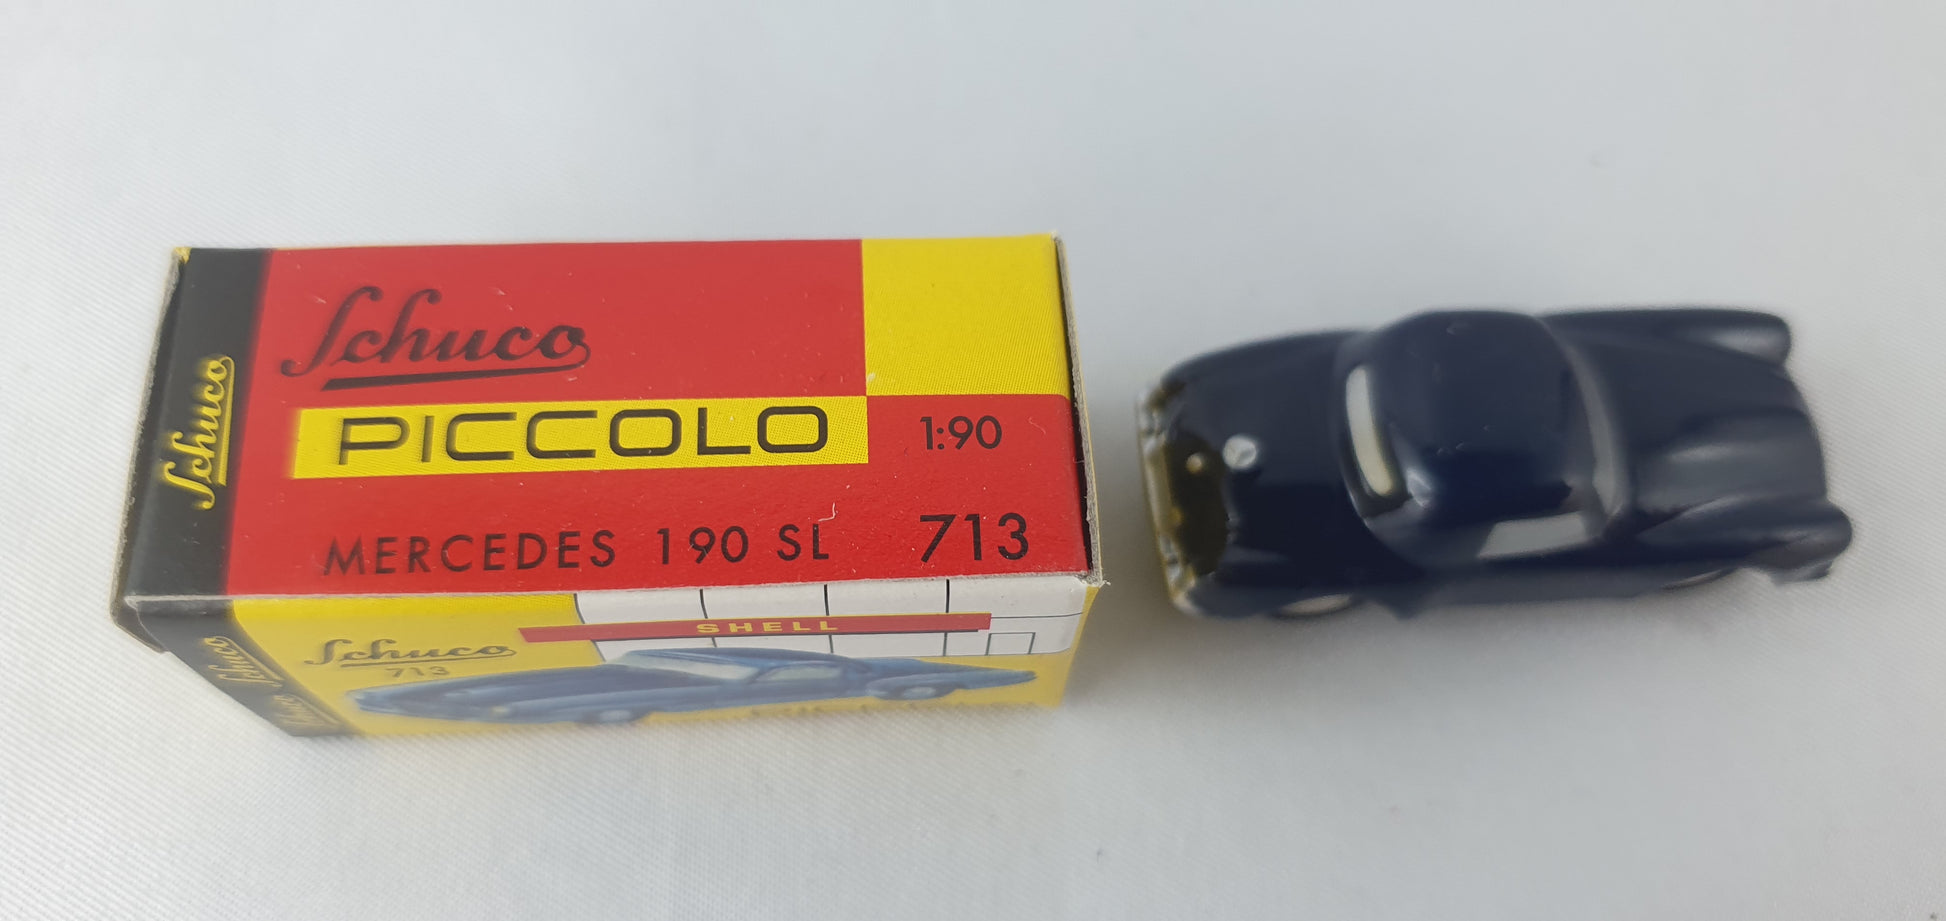 Schuco
PICCOLO
1:90
MERCEDES 190 SL 713
Schuco
SHELL
Schuco
713
Schuco